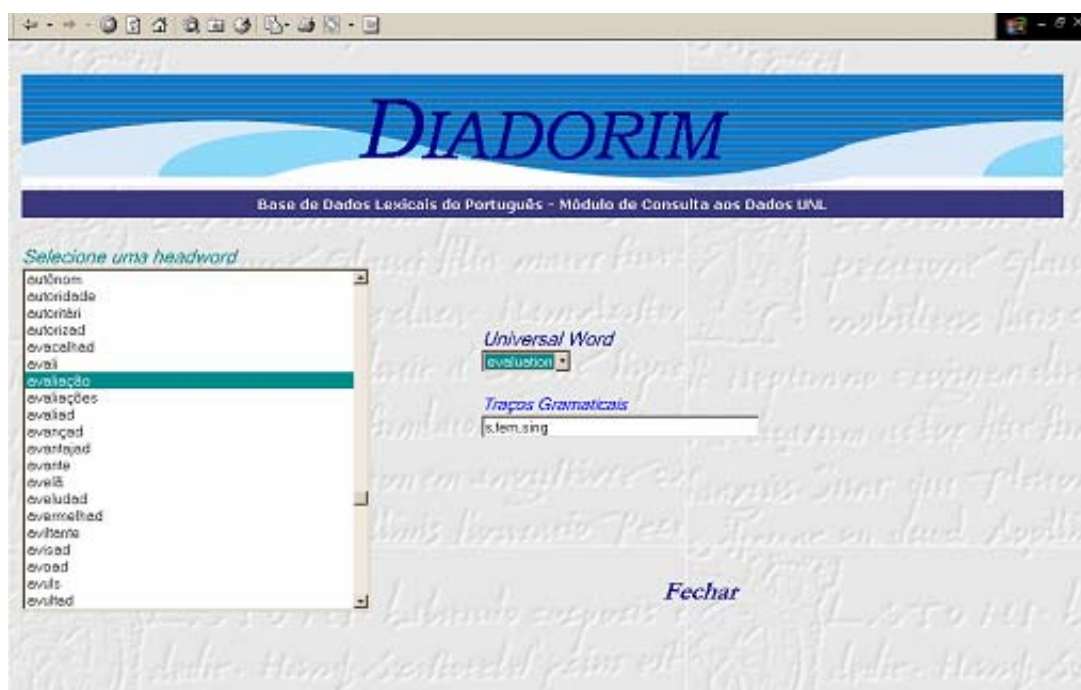 DIADORIM
Base de Dados Lexicais do Português - Módulo de Consulta aos Dados UNL
Selecione uma headword
autônom
autoridade
autoritári
autorizad
avacalhad
avali
avaliação
avaliações
avaliad
avançad
avantajad
avante
avelã
aveludad
avermelhad
aviltante
avisad
avoad
avuls
avultad
Universal Word
evaluation
Traços Gramaticais
s.fem.sing
Fechar